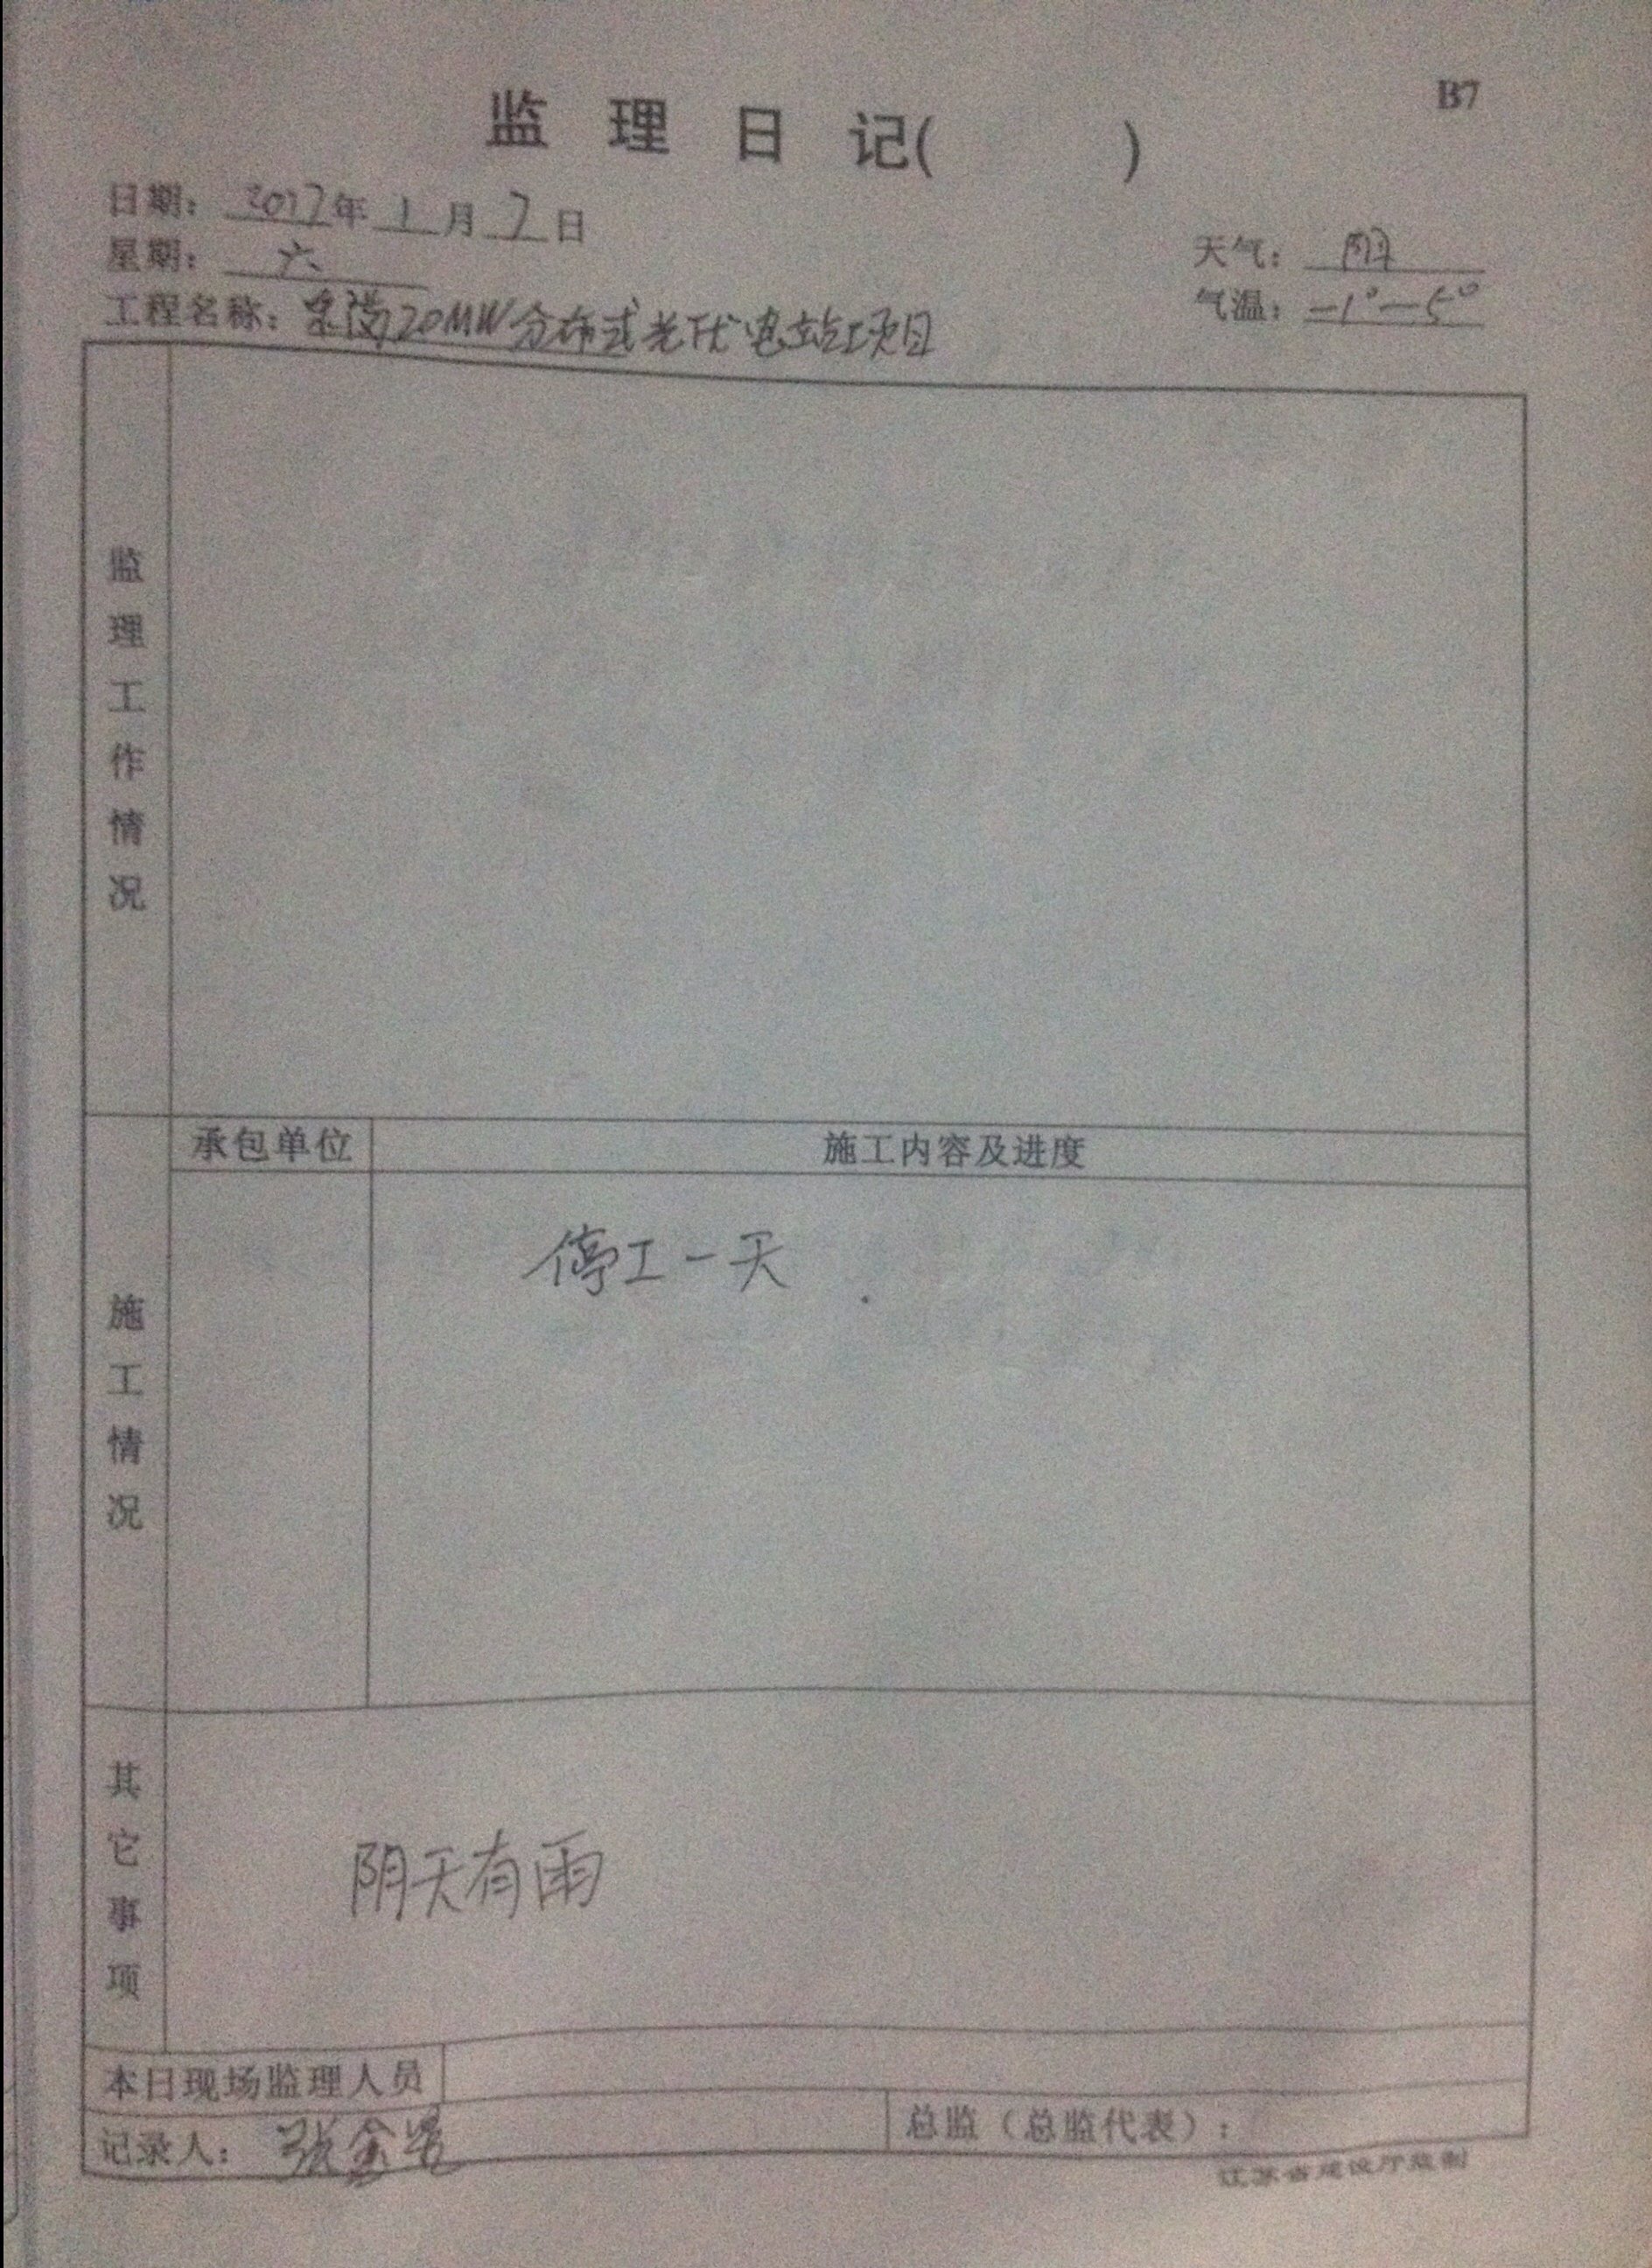 B7
监理日记( )
日期：2017年1月7日
星期：六
天气：阴
工程名称：20MW分布式光伏电站项目
气温：-1°-5°
监理工作情况
承包单位
施工内容及进度
施工情况
停工一天
其它事项
阴天有雨
本日现场监理人员
记录人：张金
总监（总监代表）：
江苏省建设厅监制